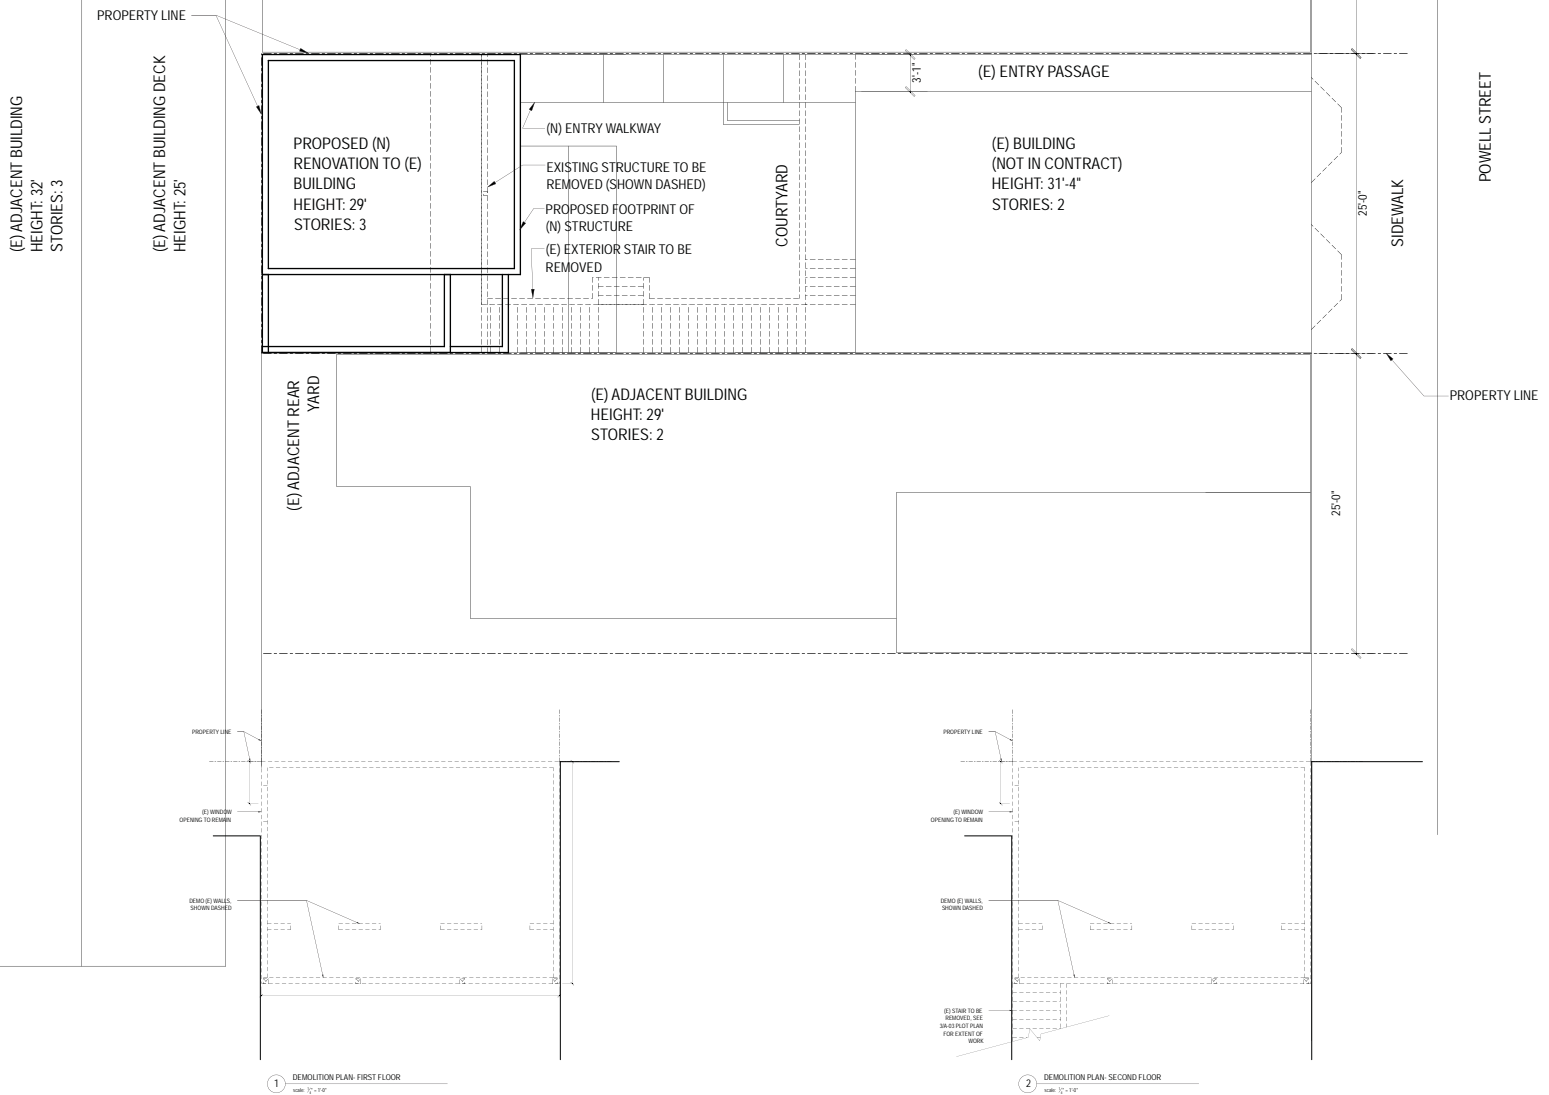 PROPERTY LINE
(E) ADJACENT BUILDING
HEIGHT: 32'
STORIES: 3
(E) ADJACENT BUILDING DECK
HEIGHT: 25'
PROPOSED (N)
RENOVATION TO (E)
BUILDING
HEIGHT: 29'
STORIES: 3
(N) ENTRY WALKWAY
EXISTING STRUCTURE TO BE
REMOVED (SHOWN DASHED)
PROPOSED FOOTPRINT OF
(N) STRUCTURE
(E) EXTERIOR STAIR TO BE
REMOVED
COURTYARD
3'-1"
(E) ENTRY PASSAGE
(E) BUILDING
(NOT IN CONTRACT)
HEIGHT: 31'-4"
STORIES: 2
25'-0"
SIDEWALK
POWELL STREET
PROPERTY LINE
(E) ADJACENT REAR
YARD
(E) ADJACENT BUILDING
HEIGHT: 29'
STORIES: 2
25'-0"
PROPERTY LINE
(E) WINDOW
OPENING TO REMAIN
DEMO (E) WALLS,
SHOWN DASHED
1
DEMOLITION PLAN- FIRST FLOOR
PROPERTY LINE
(E) WINDOW
OPENING TO REMAIN
DEMO (E) WALLS,
SHOWN DASHED
(E) STAIR TO BE
REMOVED, SEE
3/A-03 PLOT PLAN
FOR EXTENT OF
WORK
2
DEMOLITION PLAN- SECOND FLOOR